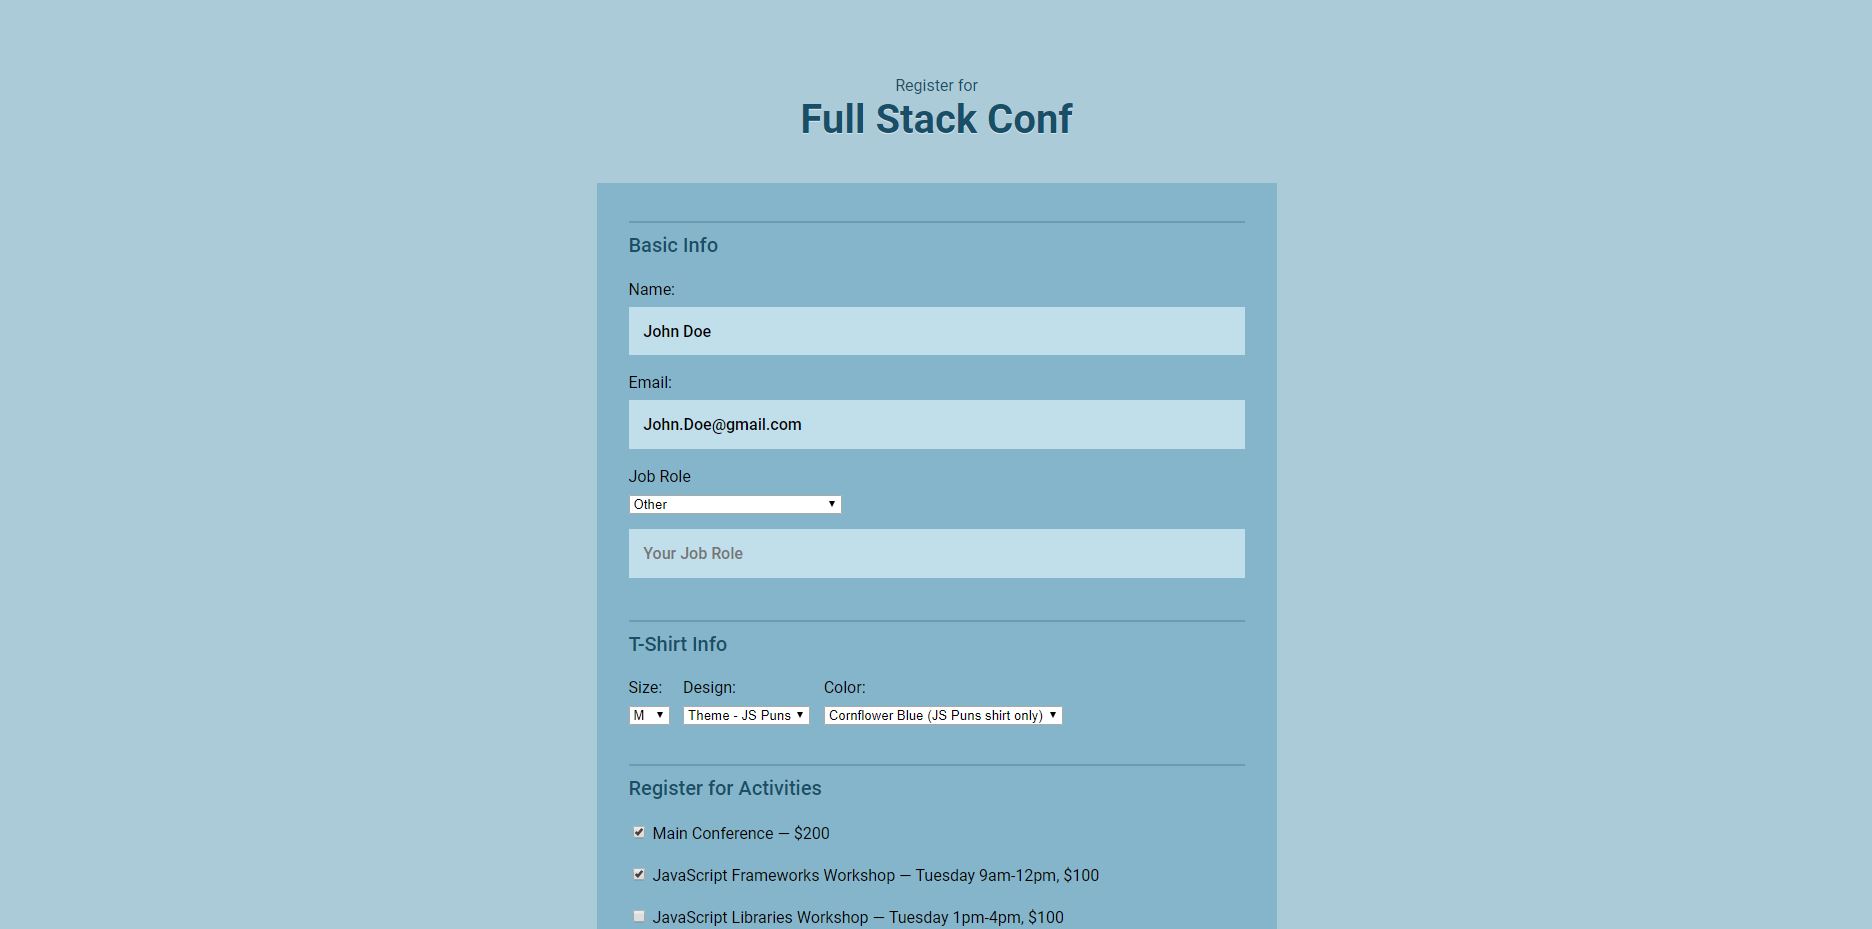 Register for
Full Stack Conf
Basic Info
Name:
John Doe
Email:
John.Doe@gmail.com
Job Role
Other
Your Job Role
T-Shirt Info
Size: Design: Color:
M Theme - JS Puns Cornflower Blue (JS Puns shirt only)
Register for Activities
Main Conference — $200
JavaScript Frameworks Workshop — Tuesday 9am-12pm, $100
JavaScript Libraries Workshop — Tuesday 1pm-4pm, $100